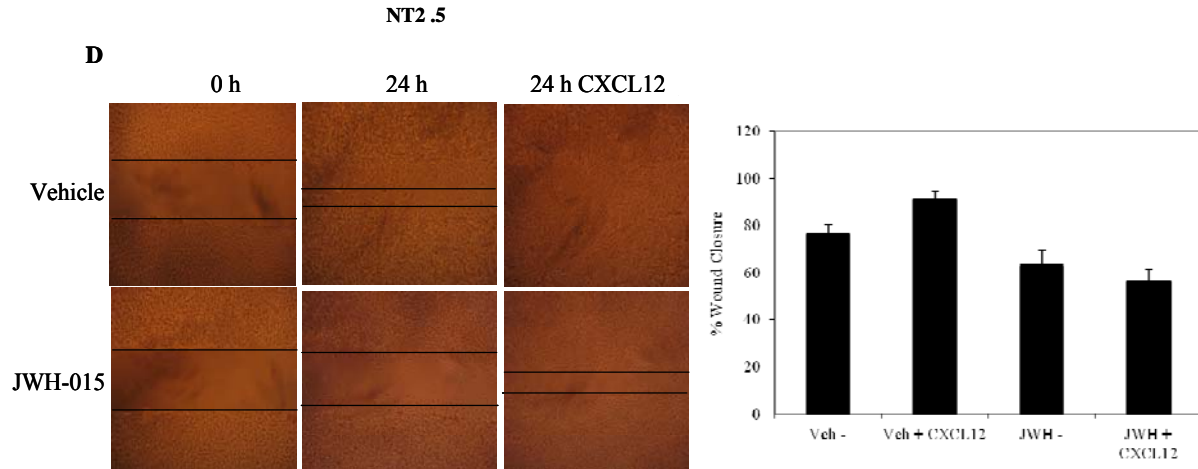 NT2 .5
D
0 h
24 h
24 h CXCL12
Vehicle
JWH-015
120
100
80
60
40
20
0
% Wound Closure
Veh -
Veh + CXCL12
JWH -
JWH +
CXCL12